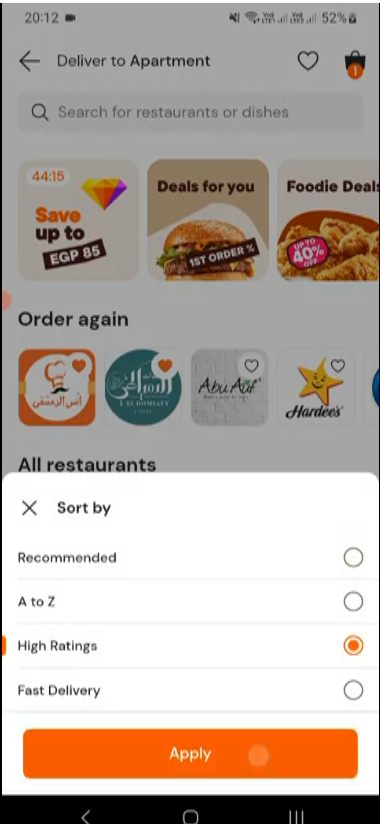 20:12
52%
Deliver to Apartment
1
Search for restaurants or dishes
44:15
Save
up to
EGP 85
Deals for you
1ST ORDER %
Foodie Deals
UP TO
40%
OFF
Order again
أنس الدمشقي
EL DOMIATY
Abu Auf
Hardee's
All restaurants
Sort by
Recommended
A to Z
High Ratings
Fast Delivery
Apply